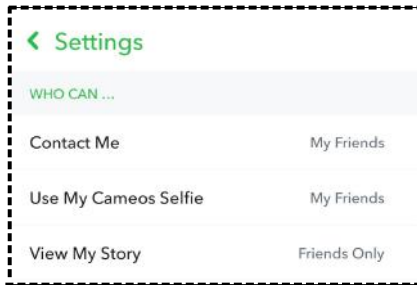 Settings
WHO CAN ...
Contact Me My Friends
Use My Cameos Selfie My Friends
View My Story Friends Only